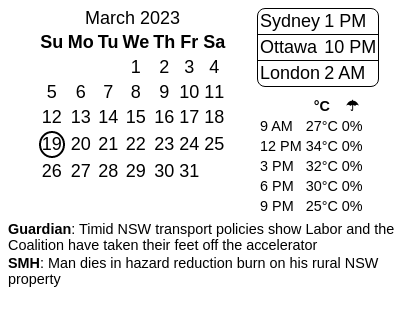 March 2023
Su Mo Tu We Th Fr Sa
1 2 3 4
5 6 7 8 9 10 11
12 13 14 15 16 17 18
19 20 21 22 23 24 25
26 27 28 29 30 31
Sydney 1 PM
Ottawa 10 PM
London 2 AM
°C ☂
9 AM 27°C 0%
12 PM 34°C 0%
3 PM 32°C 0%
6 PM 30°C 0%
9 PM 25°C 0%
Guardian: Timid NSW transport policies show Labor and the
Coalition have taken their feet off the accelerator
SMH: Man dies in hazard reduction burn on his rural NSW
property